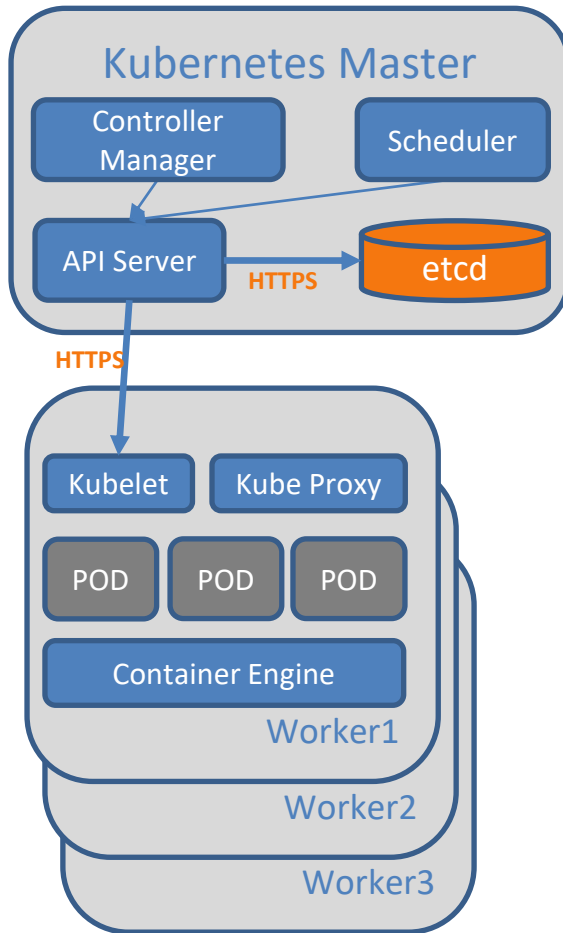 Kubernetes Master
Controller
Manager
Scheduler
API Server
HTTPS
etcd
HTTPS
Kubelet
Kube Proxy
POD
POD
POD
Container Engine
Worker1
Worker2
Worker3